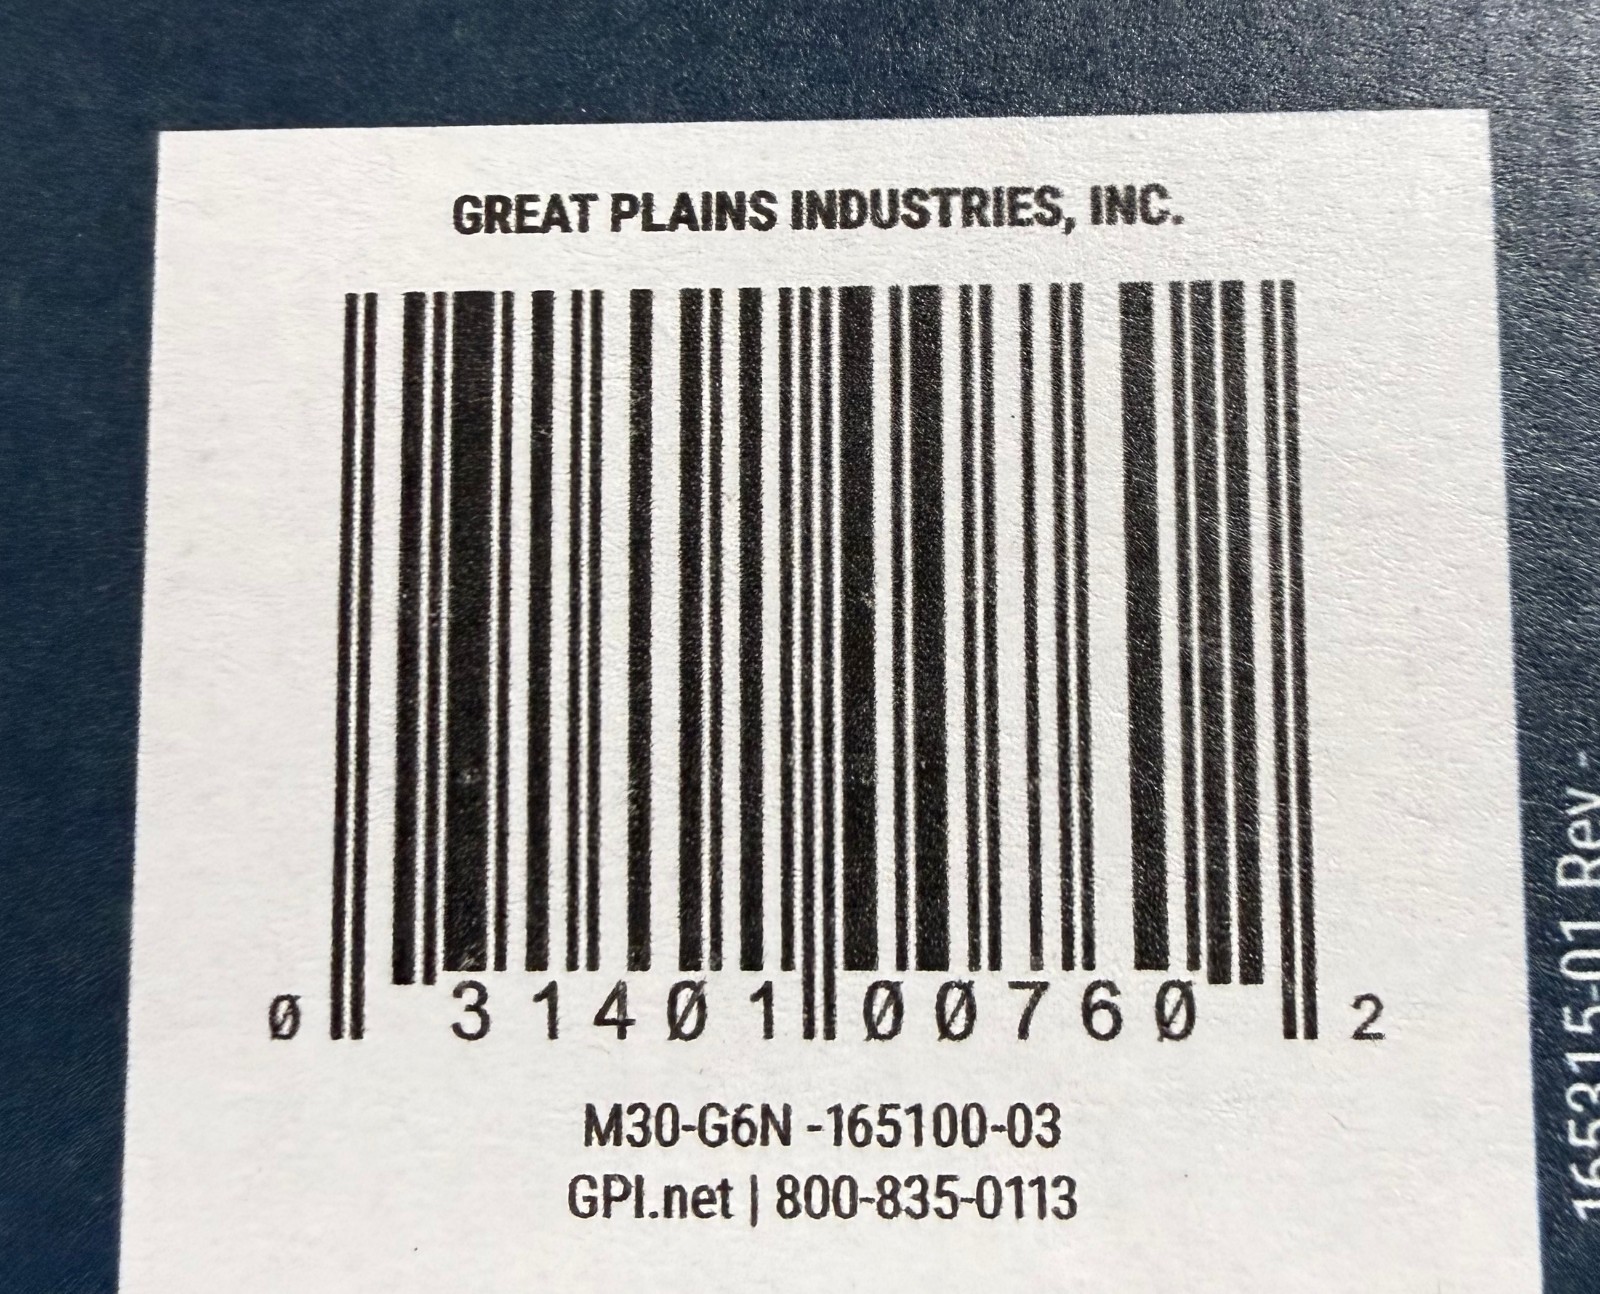 GREAT PLAINS INDUSTRIES, INC.
0 31401 00760 2
M30-G6N -165100-03
GPI.net | 800-835-0113
165315-01 Rev -